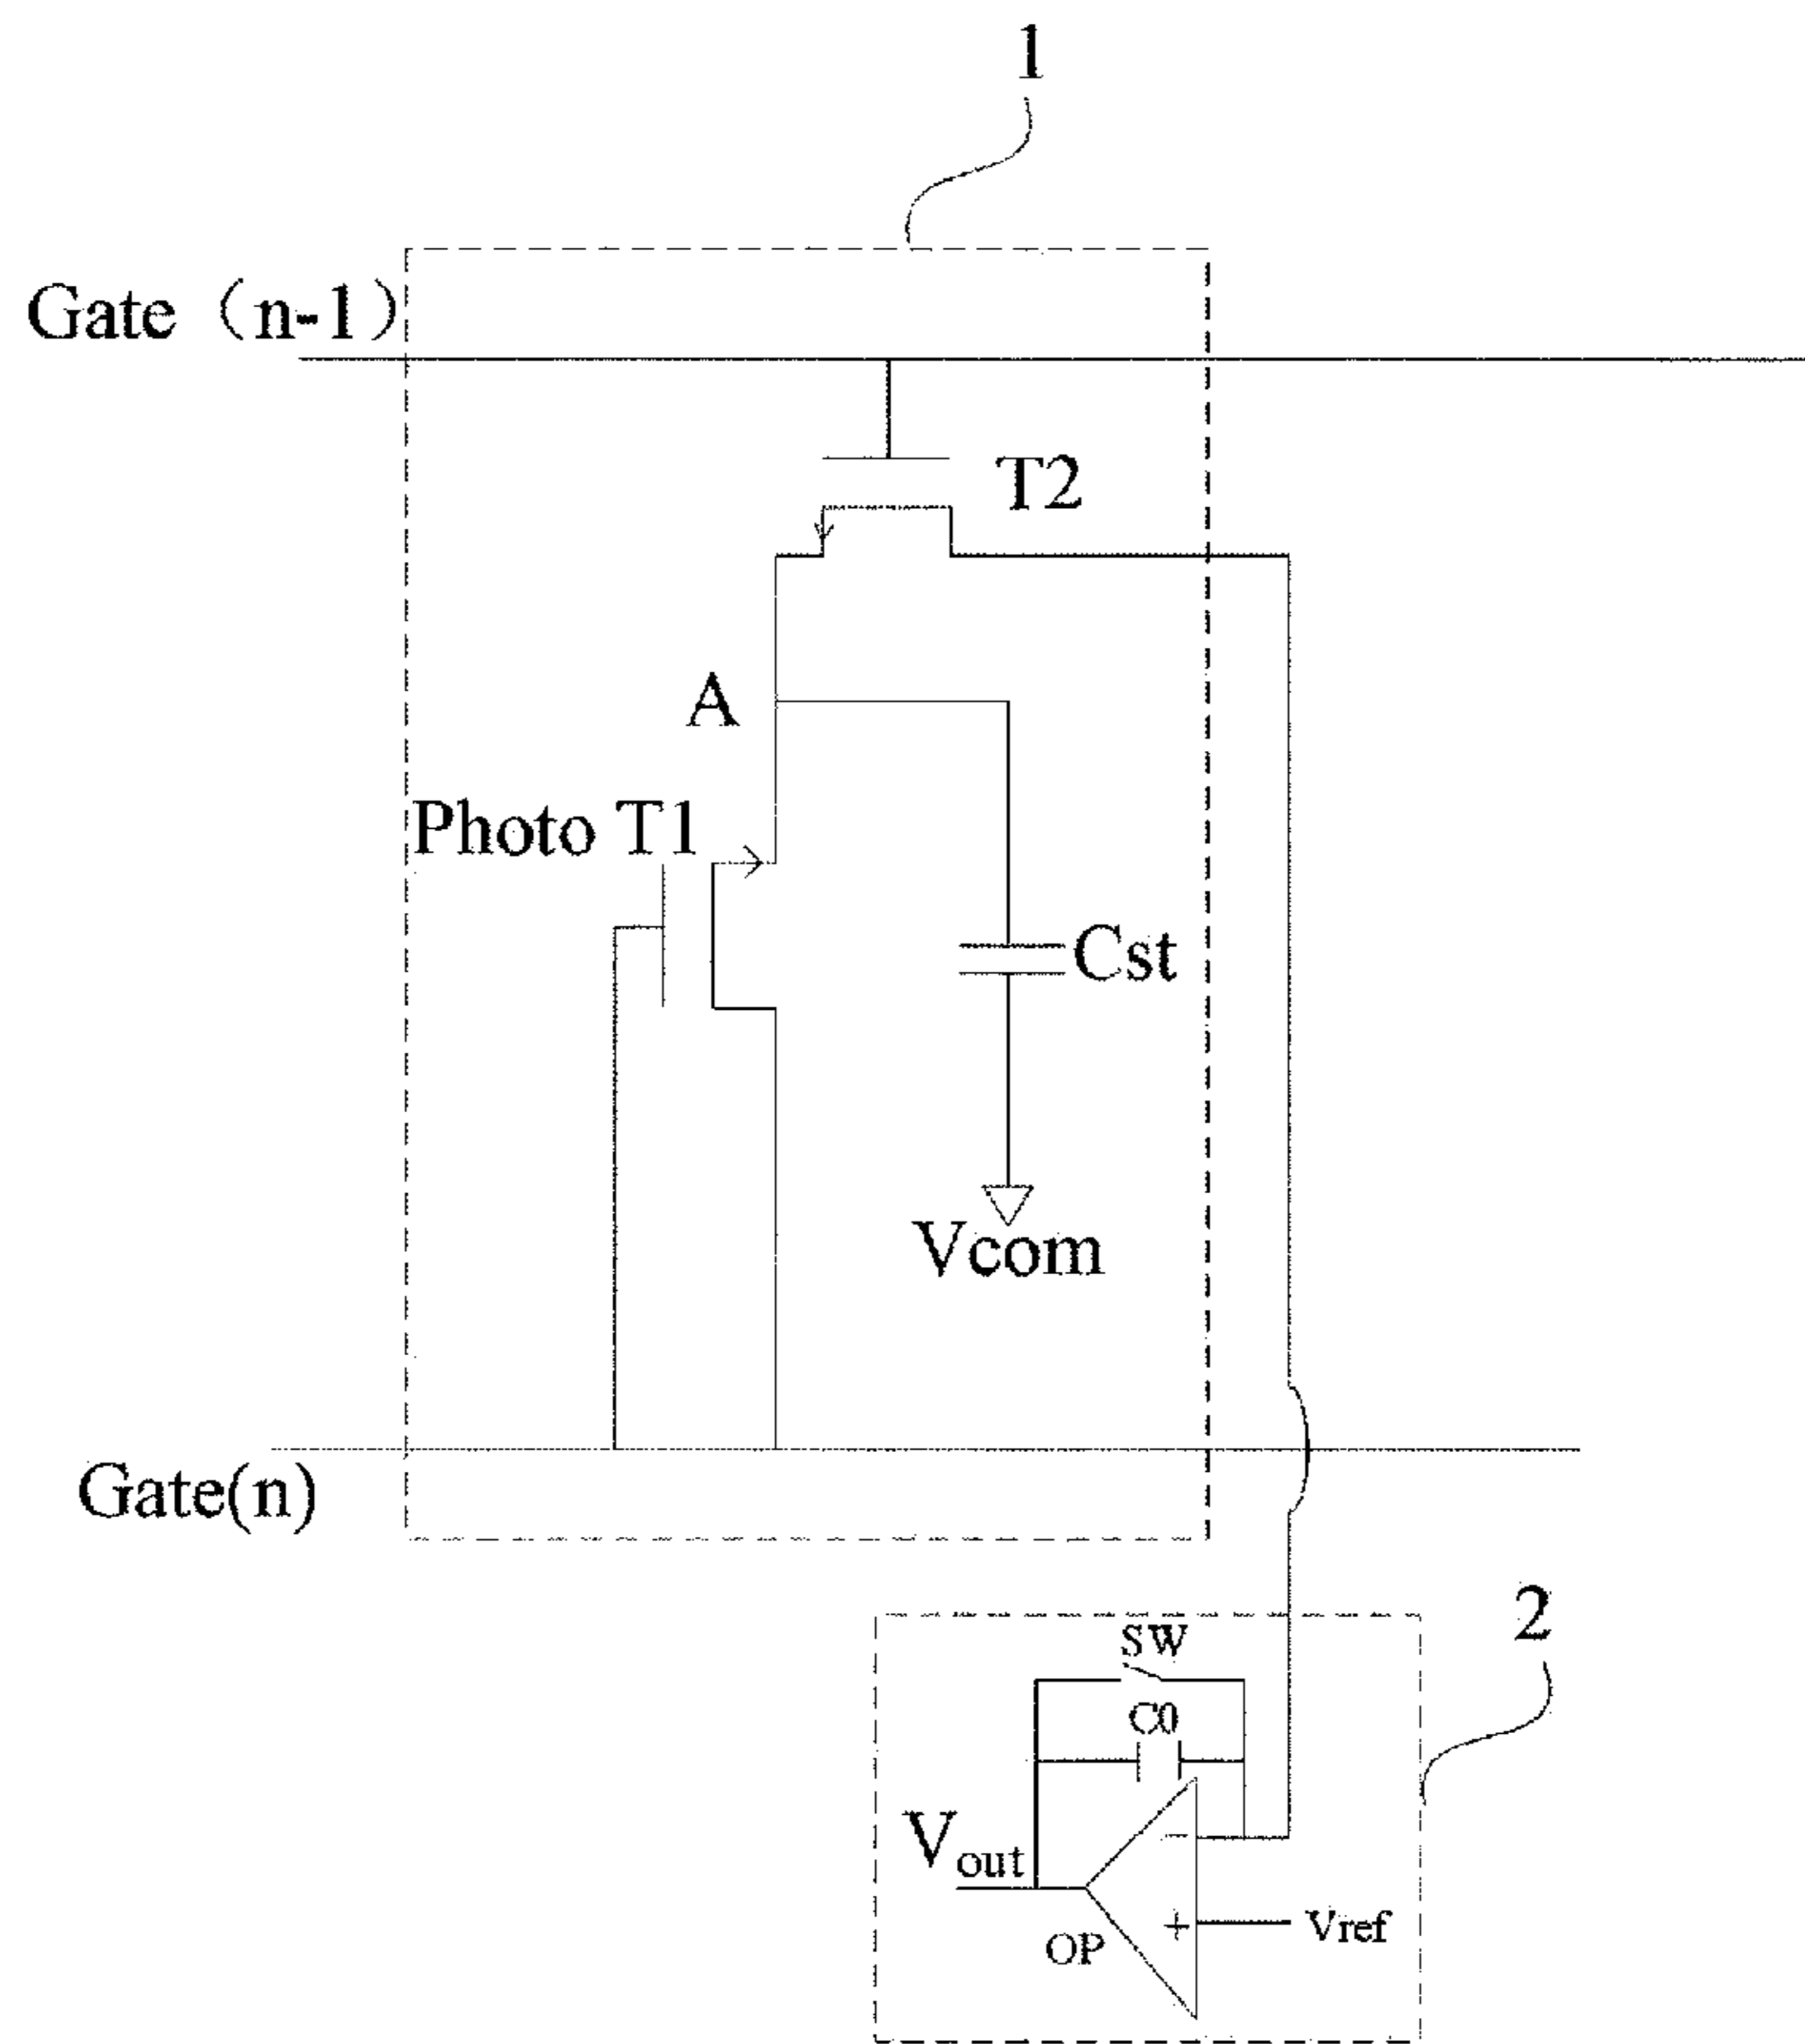 1
Gate（n-1）
T2
A
Photo T1
Cst
Vcom
Gate(n)
2
SW
C0
Vout
−
+
Vref
OP